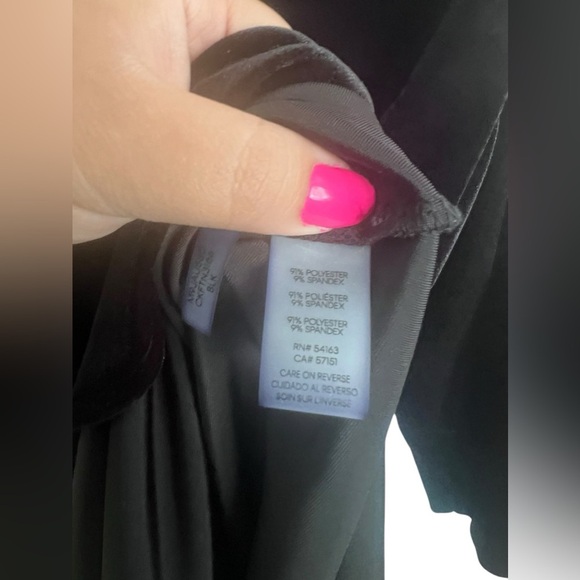 91% POLYESTER
9% SPANDEX
91% POLIÉSTER
9% SPANDEX
91% POLYESTER
9% SPANDEX
RN# 54163
CA# 57151
CARE ON REVERSE
CUIDADO AL REVERSO
SOIN SUR L'INVERSE
BLK